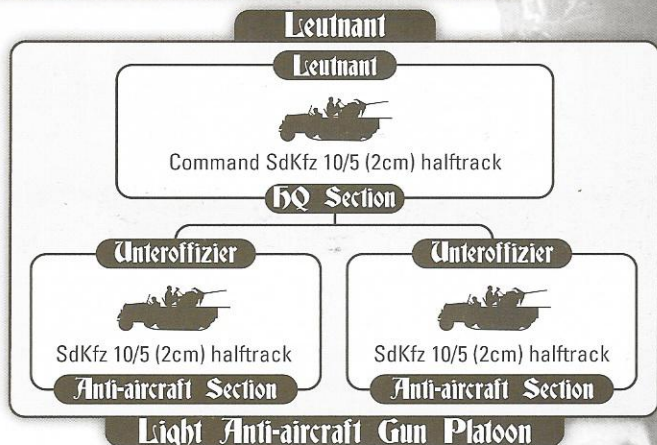 Leutnant
Leutnant
Command SdKfz 10/5 (2cm) halftrack
HQ Section
Unteroffizier
Unteroffizier
SdKfz 10/5 (2cm) halftrack
SdKfz 10/5 (2cm) halftrack
Anti-aircraft Section
Anti-aircraft Section
Light Anti-aircraft Gun Platoon